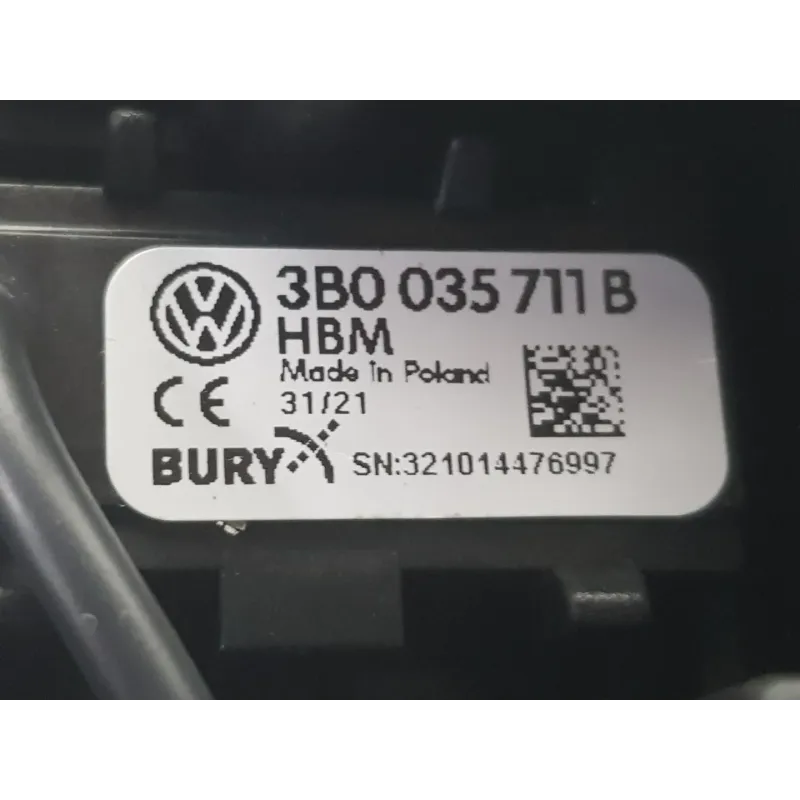 3B0 035 711 B
HBM
Made in Poland
CE 31/21
BURY SN:321014476997